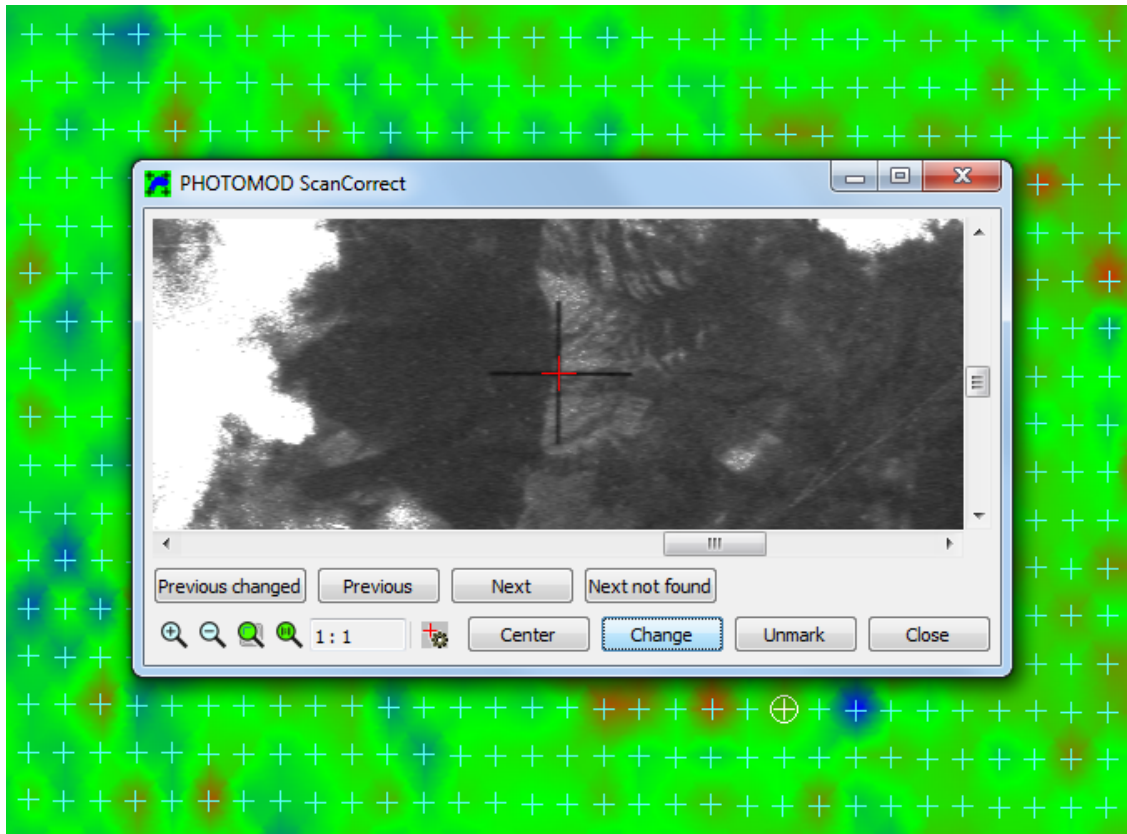 PHOTOMOD ScanCorrect
Previous changed Previous Next Next not found
1 : 1 Center Change Unmark Close